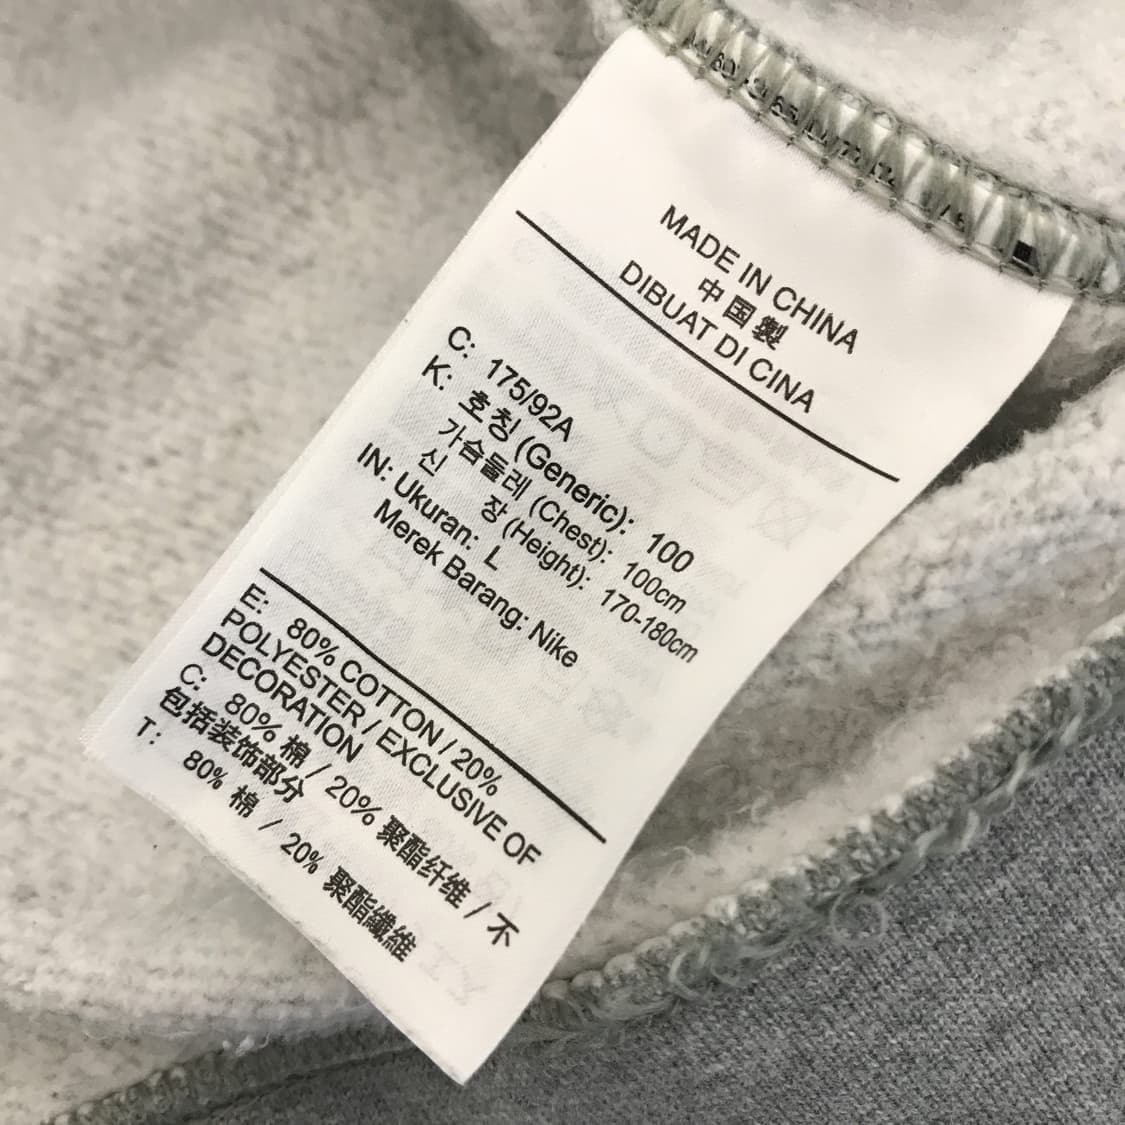 MADE IN CHINA
中国製
DIBUAT DI CINA
C: 175/92A
K: 호칭 (Generic): 100
가슴둘레 (Chest): 100cm
신 장 (Height): 170-180cm
IN: Ukuran: L
Merek Barang: Nike
E: 80% COTTON / 20%
POLYESTER / EXCLUSIVE OF
DECORATION
C: 80% 棉 / 20% 聚酯纤维 / 不
包括装饰部分
T: 80% 棉 / 20% 聚酯纖維